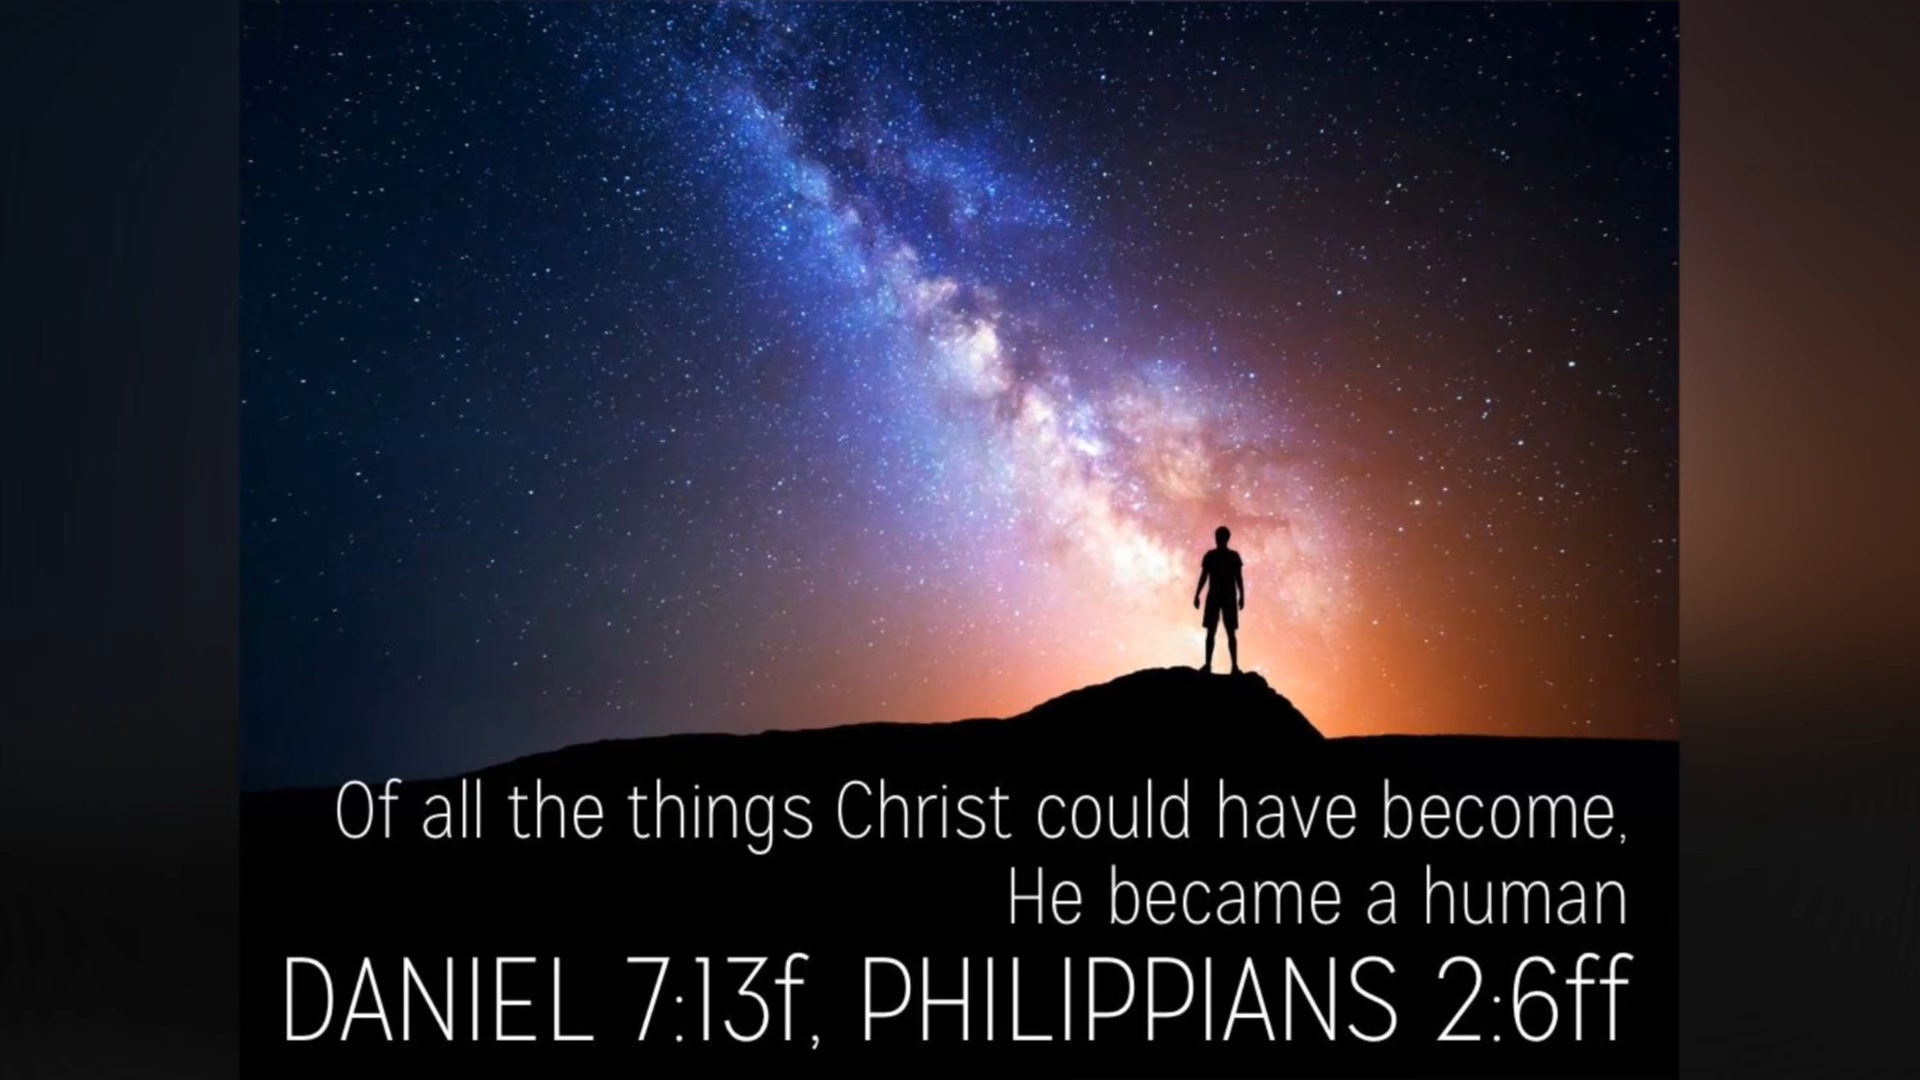 Of all the things Christ could have become,
He became a human
DANIEL 7:13f, PHILIPPIANS 2:6ff